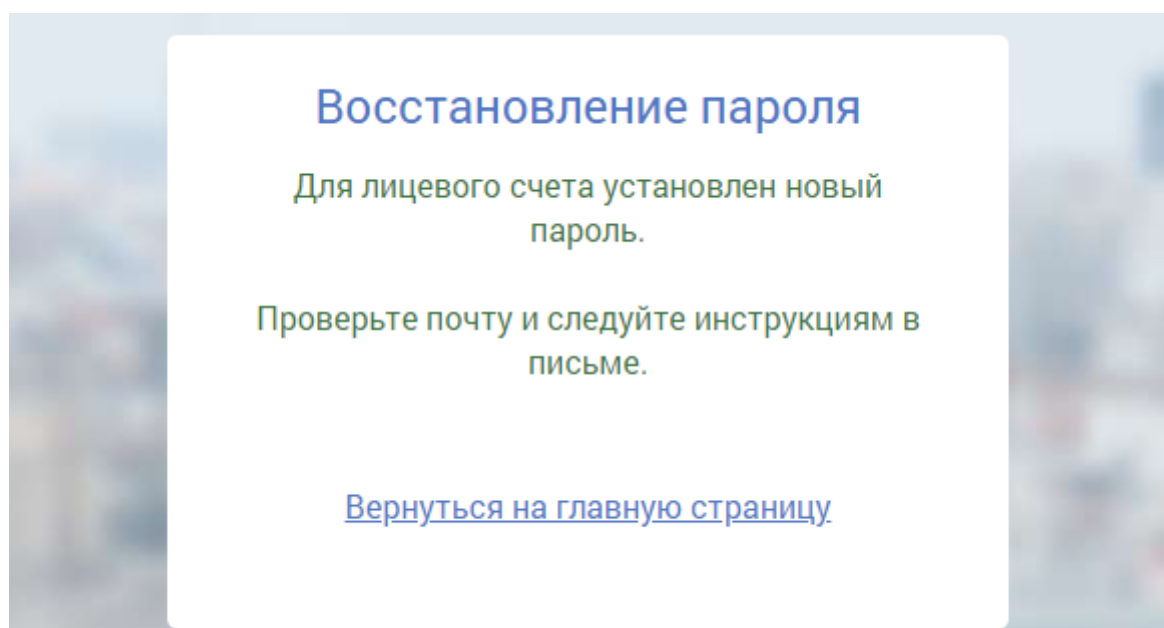 Восстановление пароля
Для лицевого счета установлен новый
пароль.
Проверьте почту и следуйте инструкциям в
письме.
Вернуться на главную страницу